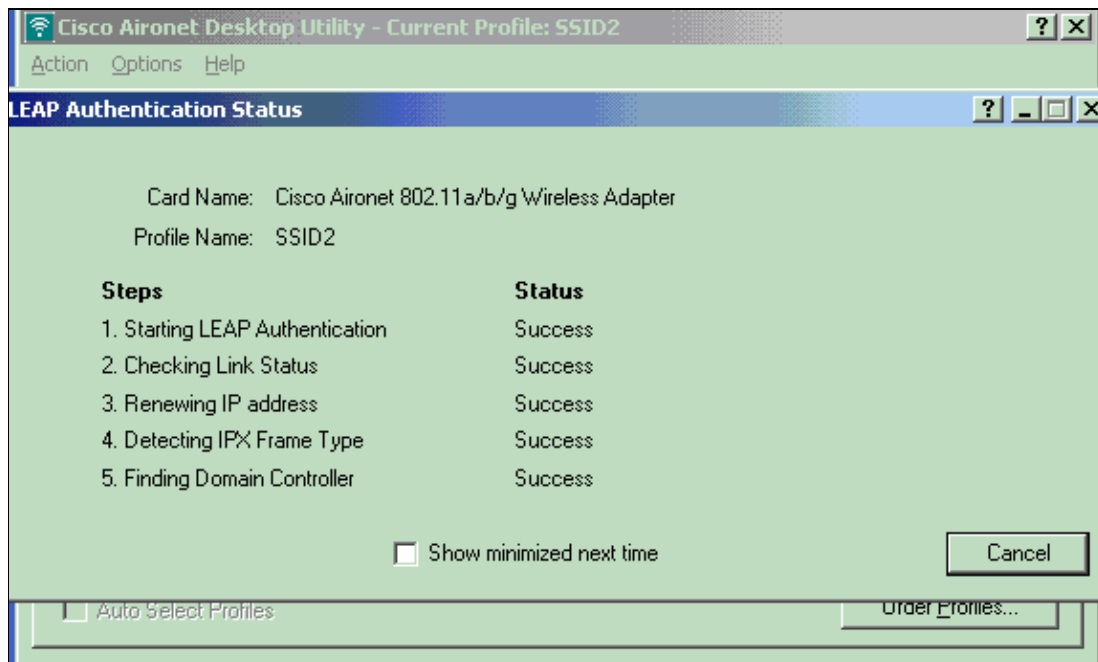 Cisco Aironet Desktop Utility - Current Profile: SSID2
Action Options Help
LEAP Authentication Status
Card Name: Cisco Aironet 802.11a/b/g Wireless Adapter
Profile Name: SSID2
Steps Status
1. Starting LEAP Authentication Success
2. Checking Link Status Success
3. Renewing IP address Success
4. Detecting IPX Frame Type Success
5. Finding Domain Controller Success
Show minimized next time Cancel
Auto Select Profiles Order Profiles...